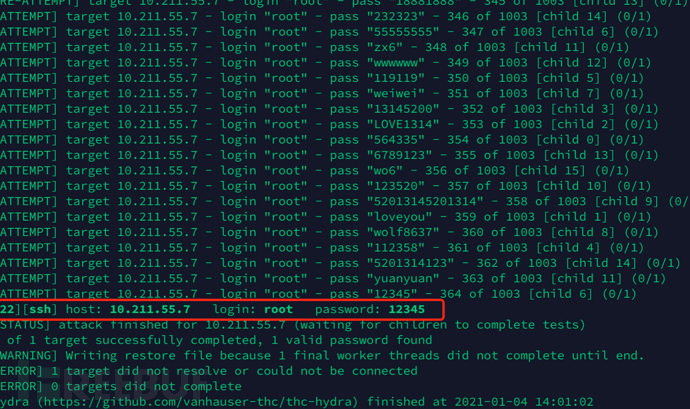 RE-ATTEMPT] target 10.211.55.7 - login "root" - pass "18881888" - 345 of 1003 [child 13] (0/1)
ATTEMPT] target 10.211.55.7 - login "root" - pass "232323" - 346 of 1003 [child 14] (0/1)
ATTEMPT] target 10.211.55.7 - login "root" - pass "55555555" - 347 of 1003 [child 6] (0/1)
ATTEMPT] target 10.211.55.7 - login "root" - pass "zx6" - 348 of 1003 [child 11] (0/1)
ATTEMPT] target 10.211.55.7 - login "root" - pass "wwwwww" - 349 of 1003 [child 12] (0/1)
ATTEMPT] target 10.211.55.7 - login "root" - pass "119119" - 350 of 1003 [child 5] (0/1)
ATTEMPT] target 10.211.55.7 - login "root" - pass "weiwei" - 351 of 1003 [child 7] (0/1)
ATTEMPT] target 10.211.55.7 - login "root" - pass "13145200" - 352 of 1003 [child 3] (0/1)
ATTEMPT] target 10.211.55.7 - login "root" - pass "LOVE1314" - 353 of 1003 [child 2] (0/1)
ATTEMPT] target 10.211.55.7 - login "root" - pass "564335" - 354 of 1003 [child 0] (0/1)
ATTEMPT] target 10.211.55.7 - login "root" - pass "6789123" - 355 of 1003 [child 13] (0/1)
ATTEMPT] target 10.211.55.7 - login "root" - pass "wo6" - 356 of 1003 [child 15] (0/1)
ATTEMPT] target 10.211.55.7 - login "root" - pass "123520" - 357 of 1003 [child 10] (0/1)
ATTEMPT] target 10.211.55.7 - login "root" - pass "52013145201314" - 358 of 1003 [child 9] (0/1)
ATTEMPT] target 10.211.55.7 - login "root" - pass "loveyou" - 359 of 1003 [child 1] (0/1)
ATTEMPT] target 10.211.55.7 - login "root" - pass "wolf8637" - 360 of 1003 [child 8] (0/1)
ATTEMPT] target 10.211.55.7 - login "root" - pass "112358" - 361 of 1003 [child 4] (0/1)
ATTEMPT] target 10.211.55.7 - login "root" - pass "5201314123" - 362 of 1003 [child 14] (0/1)
ATTEMPT] target 10.211.55.7 - login "root" - pass "yuanyuan" - 363 of 1003 [child 11] (0/1)
ATTEMPT] target 10.211.55.7 - login "root" - pass "12345" - 364 of 1003 [child 6] (0/1)
22][ssh] host: 10.211.55.7 login: root password: 12345
STATUS] attack finished for 10.211.55.7 (waiting for children to complete tests)
of 1 target successfully completed, 1 valid password found
WARNING] Writing restore file because 1 final worker threads did not complete until end.
ERROR] 1 target did not resolve or could not be connected
ERROR] 0 target did not complete
ydra (https://github.com/vanhauser-thc/thc-hydra) finished at 2021-01-04 14:01:02
FREEBUF